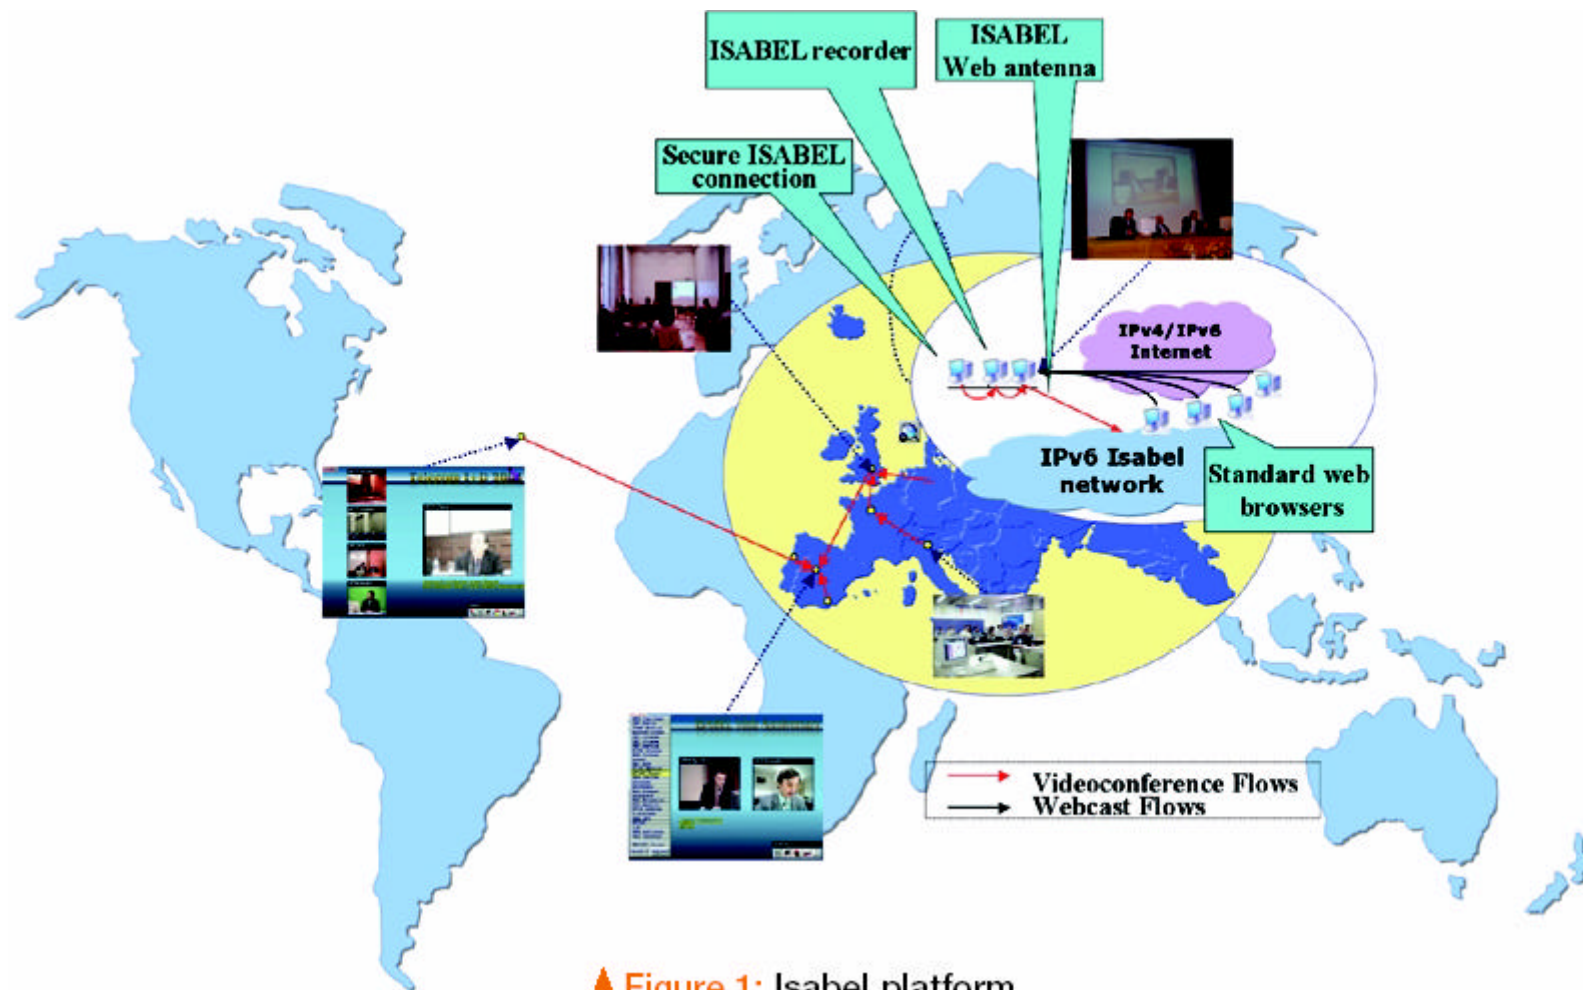 ISABEL recorder
ISABEL
Web antenna
Secure ISABEL
connection
IPv4/IPv6
Internet
IPv6 Isabel
network
Standard web
browsers
Videoconference Flows
Webcast Flows
Figure 1: Isabel platform